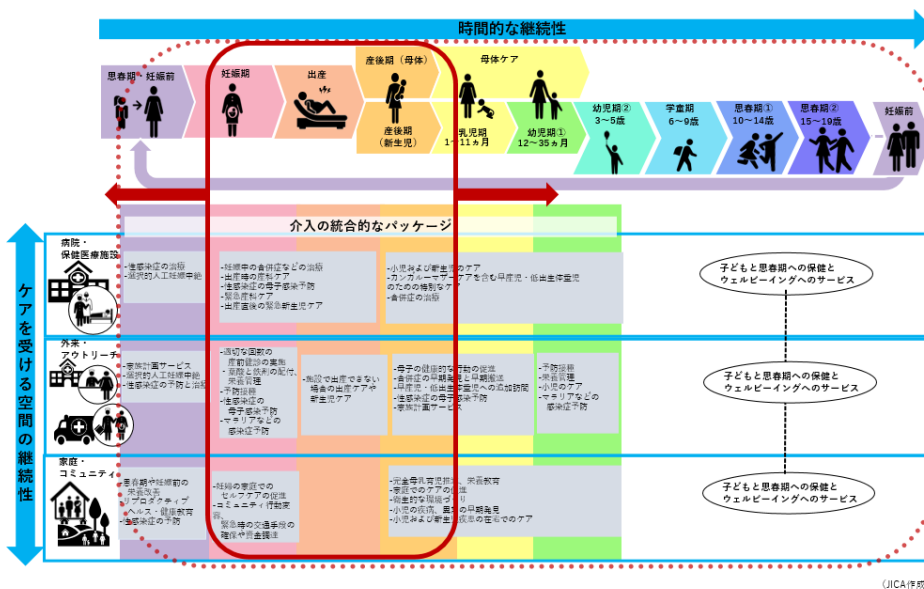 時間的な継続性
思春期・妊娠前
妊娠期
出産
産後期(母体)
母体ケア
産後期
(新生児)
乳児期
1~11ヵ月
幼児期①
12~35ヵ月
幼児期②
3~5歳
学童期
6~9歳
思春期①
10~14歳
思春期②
15~19歳
妊娠前
ケアを受ける空間の継続性
介入の統合的なパッケージ
病院・
保健医療施設
-性感染症の治療
-選択的人工妊娠中絶
-妊娠中の合併症などの治療
-出産時の産科ケア
-性感染症の母子感染予防
-緊急産科ケア
-出産直後の緊急新生児ケア
-小児および新生児のケア
-カンガルーマザーケアを含む早産児・低出生体重児
のための特別なケア
-合併症の治療
子どもと思春期への保健と
ウェルビーイングへのサービス
外来・
アウトリーチ
-家族計画サービス
-選択的人工妊娠中絶
-性感染症の予防と治療
-適切な回数の
産前健診の実施
-葉酸と鉄剤の配付、
栄養管理
-予防接種
-性感染症の
母子感染予防
-マラリアなどの
感染症予防
-施設で出産できない
場合の出産ケアや
新生児ケア
-母子の健康的な行動の促進
-合併症の早期発見と早期搬送
-早産児・低出生体重児への追加訪問
-性感染症の母子感染予防
-家族計画サービス
-予防接種
-栄養管理
-小児のケア
-マラリアなどの
感染症予防
子どもと思春期への保健と
ウェルビーイングへのサービス
家庭・
コミュニティ
-思春期や妊娠前の
栄養改善
-リプロダクティブ
ヘルス・健康教育
-性感染症の予防
-妊婦の家庭での
セルフケアの促進
-コミュニティ行動変
容、
緊急時の交通手段の
確保や資金調達
-完全母乳育児推進、栄養教育
-家庭でのケアの促進
-衛生的な環境づくり
-小児の疾病、異常の早期発見
-小児および新生児疾患の在宅でのケア
子どもと思春期への保健と
ウェルビーイングへのサービス
(JICA作成